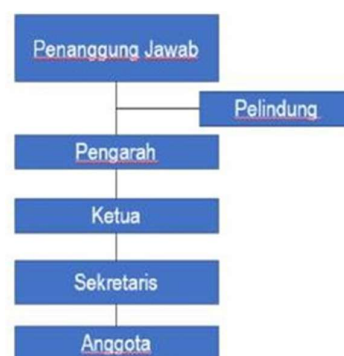 Penanggung Jawab
Pelindung
Pengarah
Ketua
Sekretaris
Anggota